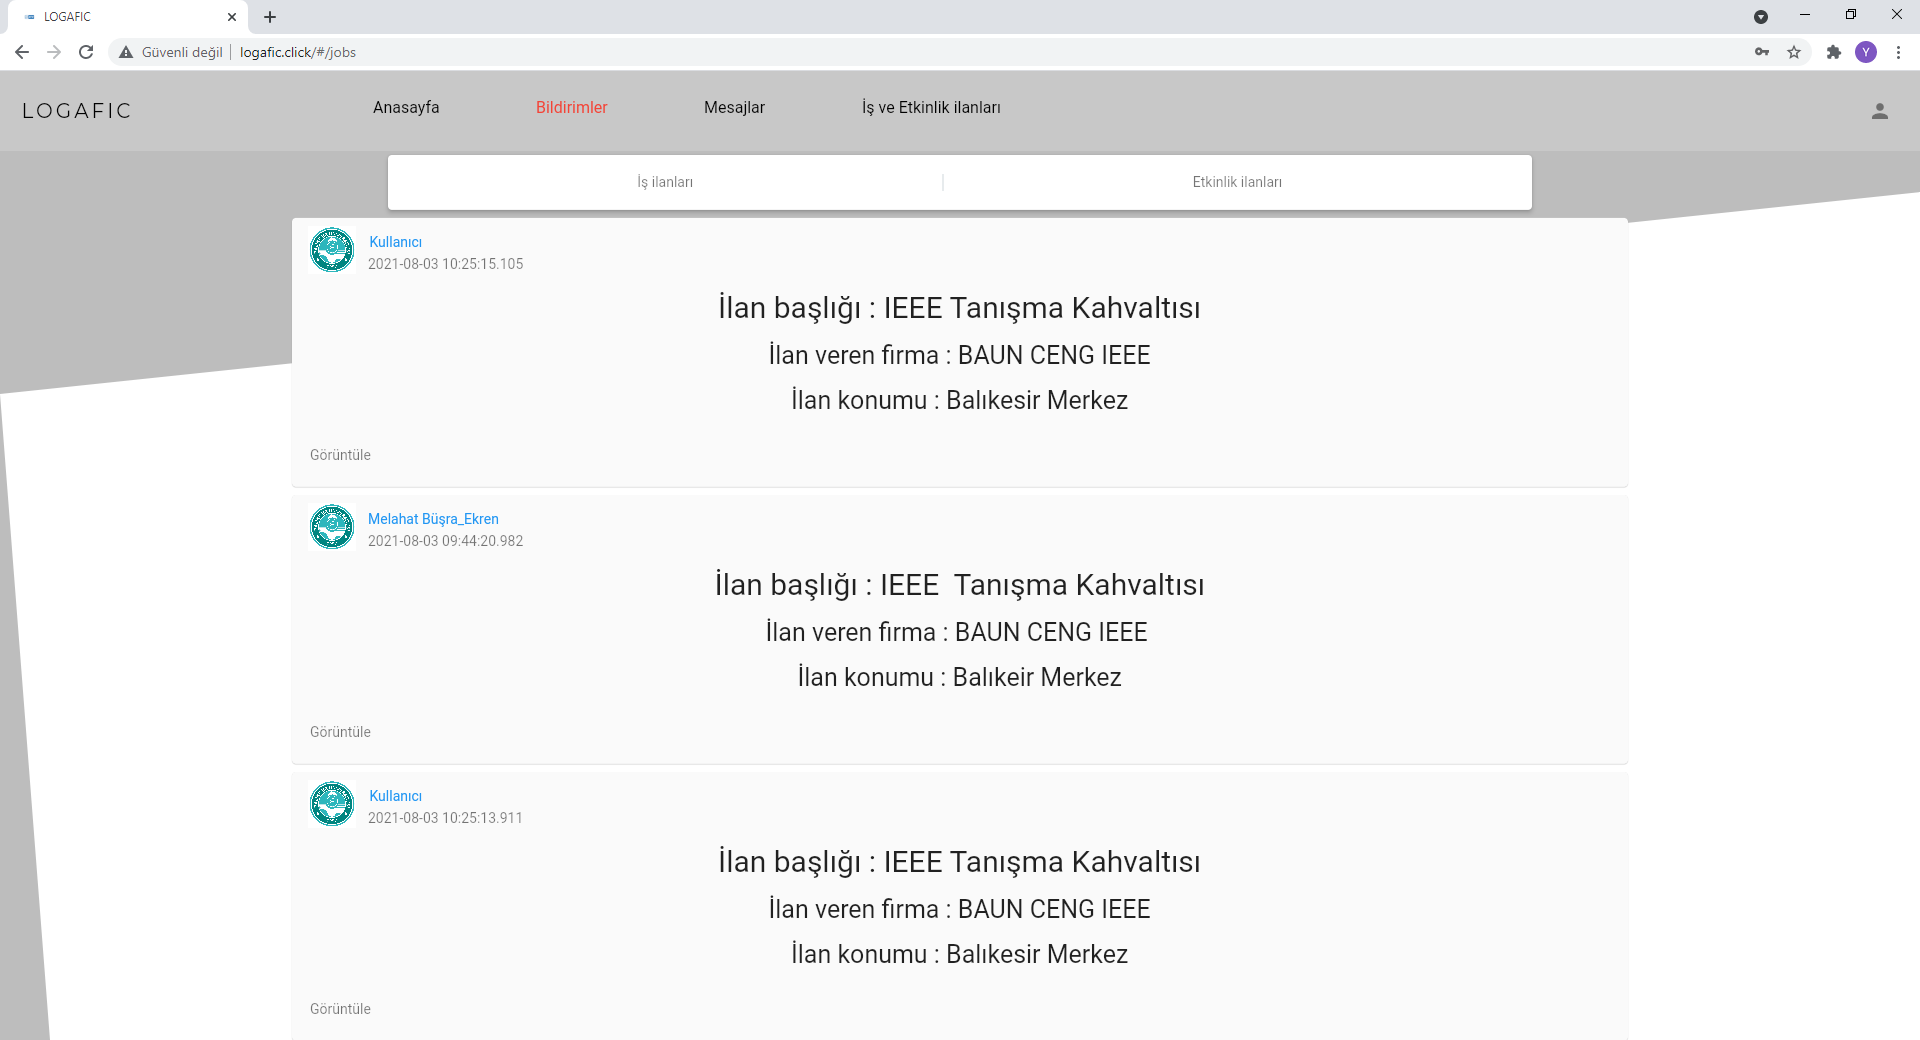 LOGAFIC
Güvenli değil | logafic.click/#/jobs
Y
LOGAFIC Anasayfa Bildirimler Mesajlar İş ve Etkinlik ilanları
İş ilanları Etkinlik ilanları
Kullanıcı
2021-08-03 10:25:15.105
İlan başlığı : IEEE Tanışma Kahvaltısı
İlan veren firma : BAUN CENG IEEE
İlan konumu : Balıkesir Merkez
Görüntüle
Melahat Büşra_Ekren
2021-08-03 09:44:20.982
İlan başlığı : IEEE  Tanışma Kahvaltısı
İlan veren firma : BAUN CENG IEEE
İlan konumu : Balıkeir Merkez
Görüntüle
Kullanıcı
2021-08-03 10:25:13.911
İlan başlığı : IEEE Tanışma Kahvaltısı
İlan veren firma : BAUN CENG IEEE
İlan konumu : Balıkesir Merkez
Görüntüle